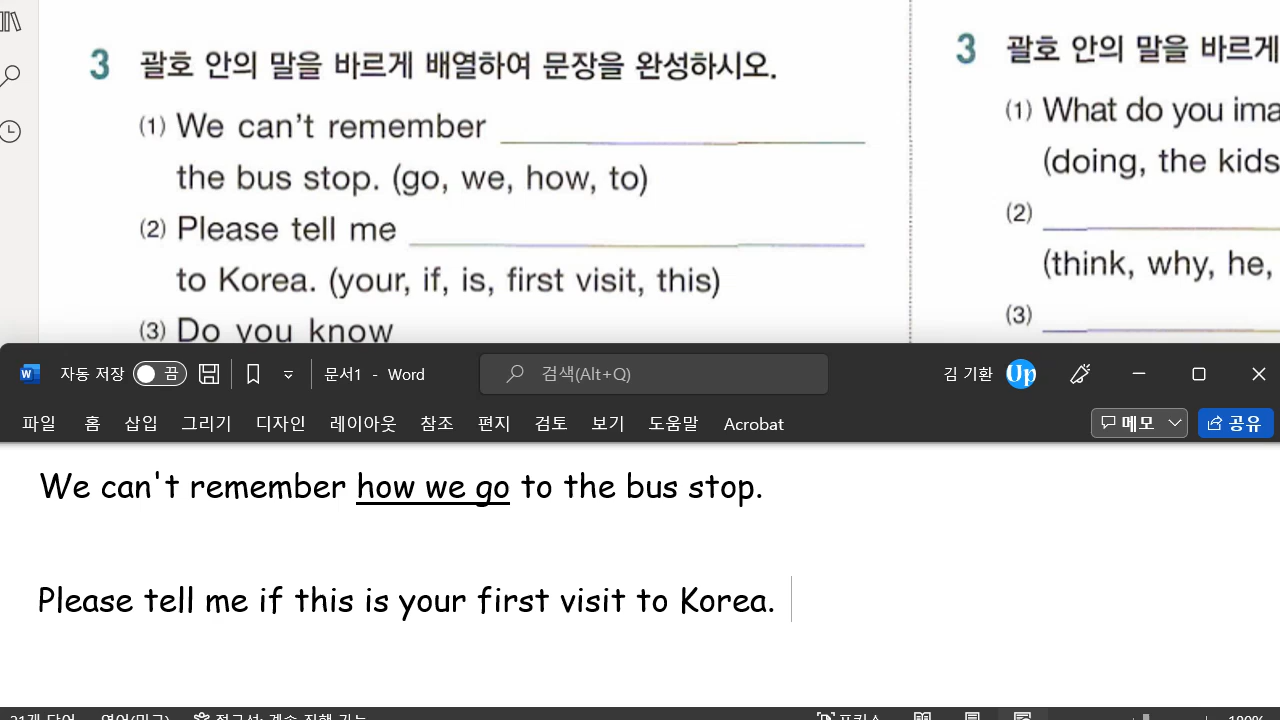 3 괄호 안의 말을 바르게 배열하여 문장을 완성하시오.
(1) We can't remember
the bus stop. (go, we, how, to)
(2) Please tell me
to Korea. (your, if, is, first visit, this)
(3) Do you know
3 괄호 안의 말을 바르게
(1) What do you ima
(doing, the kids
(2)
(think, why, he,
(3)
자동 저장 끔 문서1 - Word 검색(Alt+Q) 김 기환 Up
파일 홈 삽입 그리기 디자인 레이아웃 참조 편지 검토 보기 도움말 Acrobat 메모 공유
We can't remember how we go to the bus stop.
Please tell me if this is your first visit to Korea.